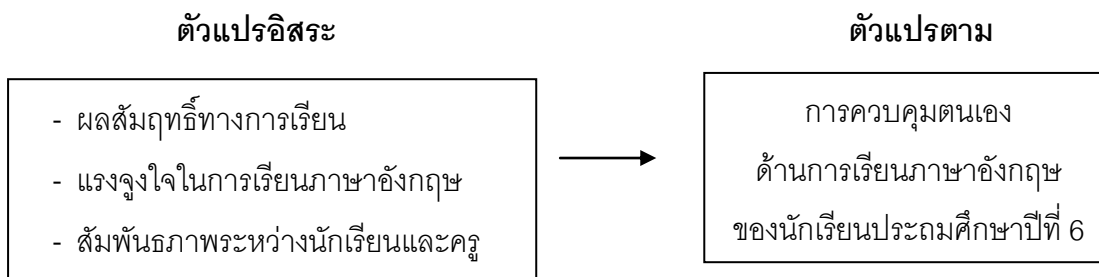 ตัวแปรอิสระ
ตัวแปรตาม
- ผลสัมฤทธิ์ทางการเรียน
- แรงจูงใจในการเรียนภาษาอังกฤษ
- สัมพันธภาพระหว่างนักเรียนและครู
การควบคุมตนเอง
ด้านการเรียนภาษาอังกฤษ
ของนักเรียนประถมศึกษาปีที่ 6